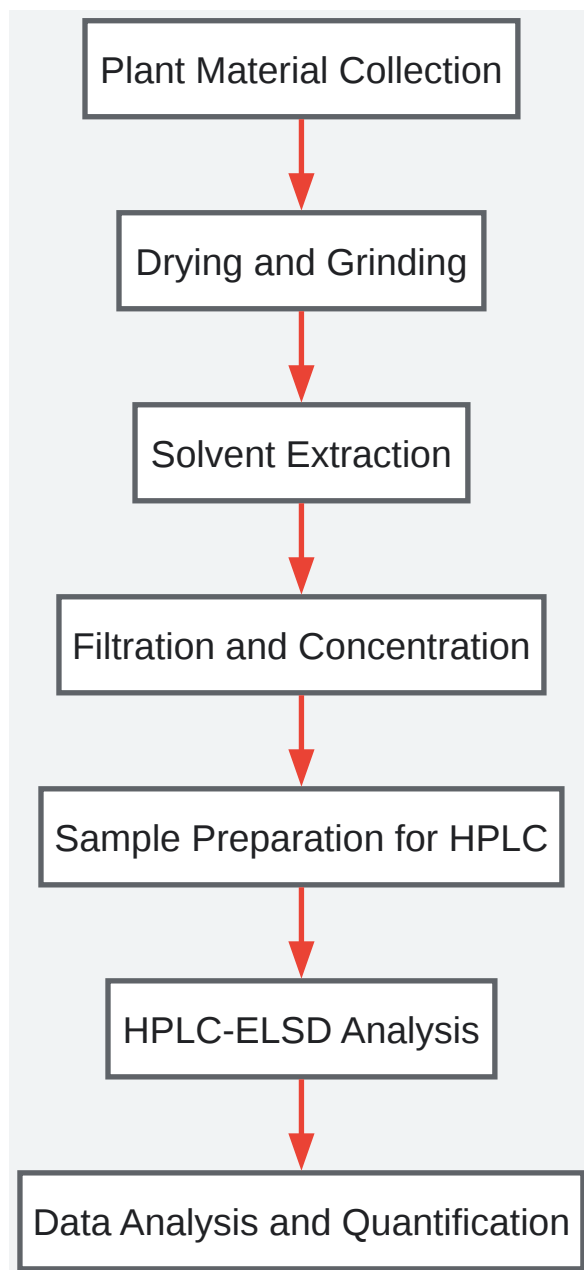 Plant Material Collection
Drying and Grinding
Solvent Extraction
Filtration and Concentration
Sample Preparation for HPLC
HPLC-ELSD Analysis
Data Analysis and Quantification